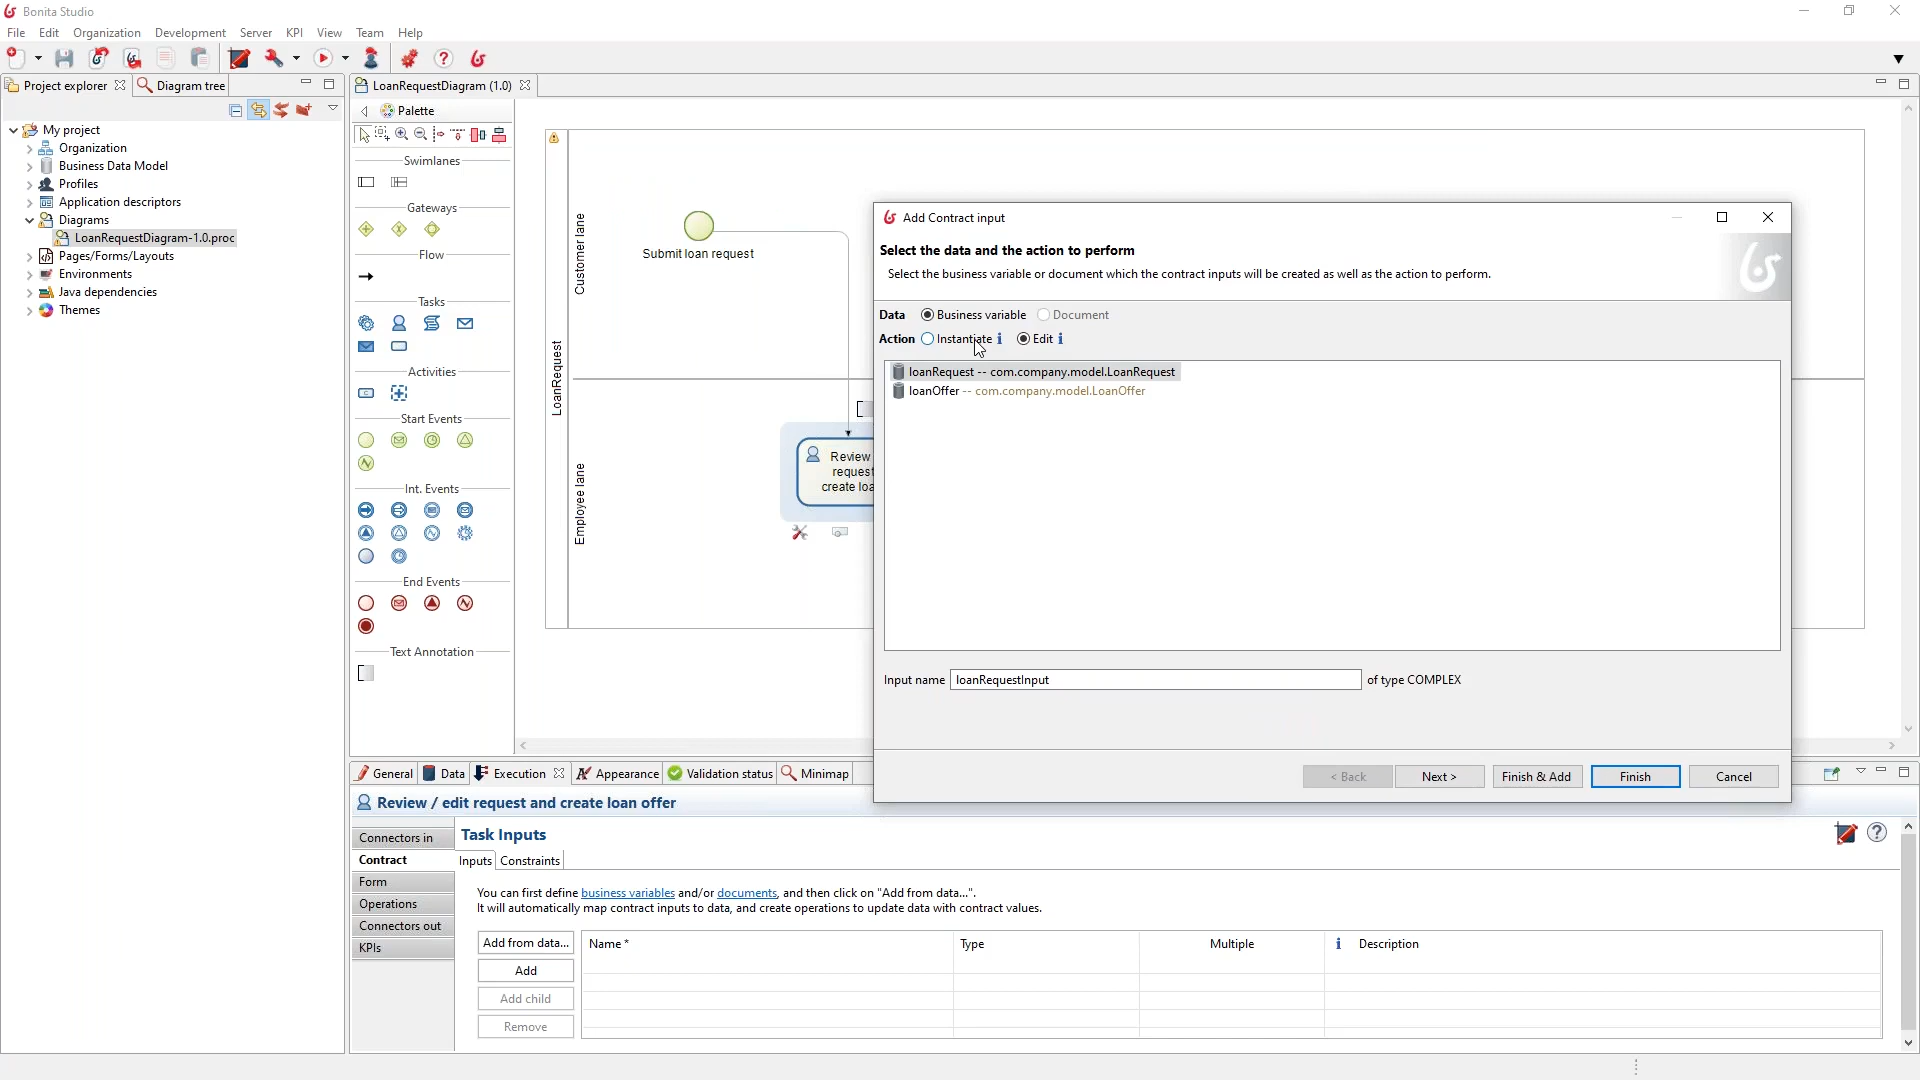 Bonita Studio
File Edit Organization Development Server KPI View Team Help
Project explorer Diagram tree
My project
Organization
Business Data Model
Profiles
Application descriptors
Diagrams
LoanRequestDiagram-1.0.proc
Pages/Forms/Layouts
Environments
Java dependencies
Themes
LoanRequestDiagram (1.0)
Palette
Swimlanes
Gateways
Flow
Tasks
Activities
Start Events
Int. Events
End Events
Text Annotation
LoanRequest
Customer lane
Employee lane
Submit loan request
Review
request
create loa
Add Contract input
Select the data and the action to perform
Select the business variable or document which the contract inputs will be created as well as the action to perform.
Data Business variable Document
Action Instantiate Edit
loanRequest -- com.company.model.LoanRequest
loanOffer -- com.company.model.LoanOffer
Input name loanRequestInput of type COMPLEX
< Back Next > Finish & Add Finish Cancel
General Data Execution Appearance Validation status Minimap
Review / edit request and create loan offer
Connectors in
Contract
Form
Operations
Connectors out
KPIs
Task Inputs
Inputs Constraints
You can first define business variables and/or documents, and then click on "Add from data...".
It will automatically map contract inputs to data, and create operations to update data with contract values.
Add from data...
Add
Add child
Remove
Name * Type Multiple Description